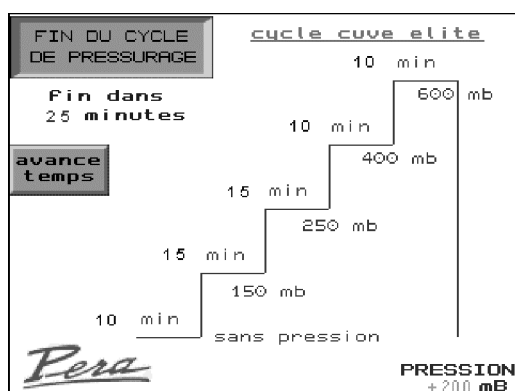 FIN DU CYCLE
DE PRESSURAGE
cycle cuve elite
10 min
600 mb
Fin dans
25 minutes
10 min
400 mb
avance
temps
15 min
250 mb
15 min
150 mb
10 min
sans pression
Pera
PRESSION
+200 mB